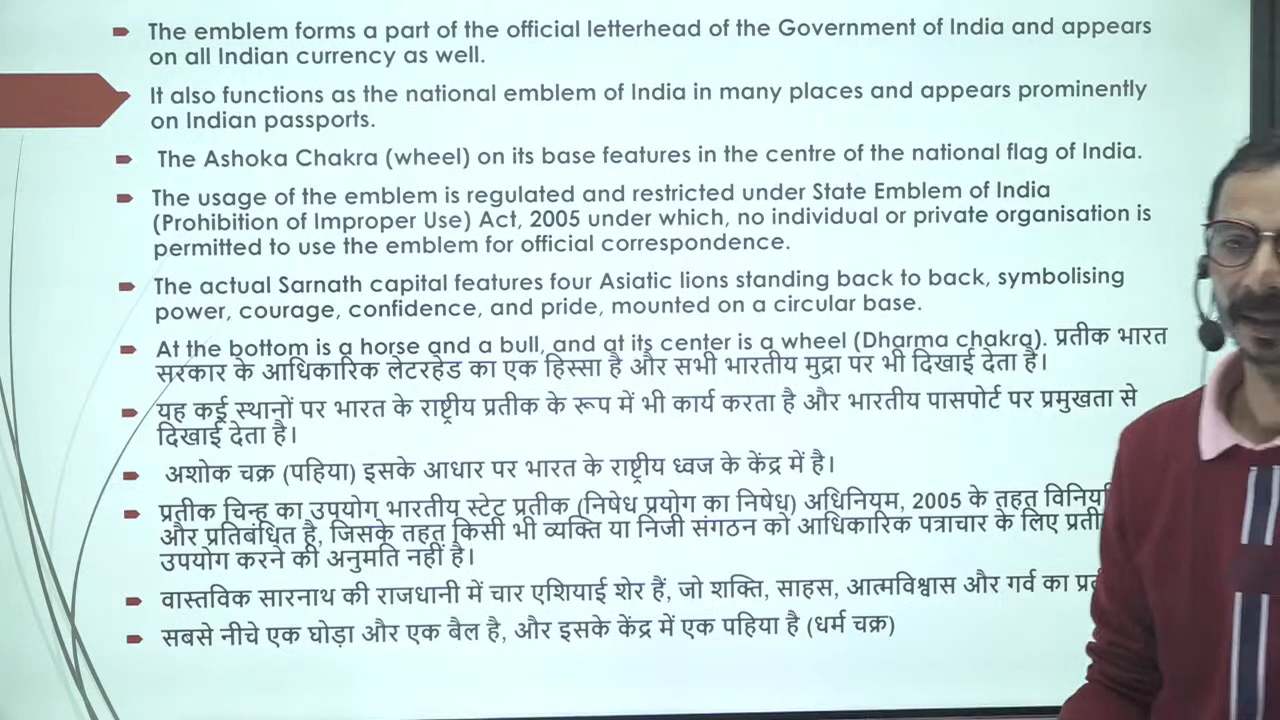 The emblem forms a part of the official letterhead of the Government of India and appears
on all Indian currency as well.
It also functions as the national emblem of India in many places and appears prominently
on Indian passports.
The Ashoka Chakra (wheel) on its base features in the centre of the national flag of India.
The usage of the emblem is regulated and restricted under State Emblem of India
(Prohibition of Improper Use) Act, 2005 under which, no individual or private organisation is
permitted to use the emblem for official correspondence.
The actual Sarnath capital features four Asiatic lions standing back to back, symbolising
power, courage, confidence, and pride, mounted on a circular base.
At the bottom is a horse and a bull, and at its center is a wheel (Dharma chakra). प्रतीक भारत
सरकार के आधिकारिक लेटरहेड का एक हिस्सा है और सभी भारतीय मुद्रा पर भी दिखाई देता है।
यह कई स्थानों पर भारत के राष्ट्रीय प्रतीक के रूप में भी कार्य करता है और भारतीय पासपोर्ट पर प्रमुखता से
दिखाई देता है।
अशोक चक्र (पहिया) इसके आधार पर भारत के राष्ट्रीय ध्वज के केंद्र में है।
प्रतीक चिन्ह का उपयोग भारतीय स्टेट प्रतीक (निषेध प्रयोग का निषेध) अधिनियम, 2005 के तहत
और प्रतिबंधित है, जिसके तहत किसी भी व्यक्ति या निजी संगठन को आधिकारिक पत्राचार के लिए
उपयोग करने की अनुमति नहीं है।
वास्तविक सारनाथ की राजधानी में चार एशियाई शेर हैं, जो शक्ति, साहस, आत्मविश्वास और गर्व का
सबसे नीचे एक घोड़ा और एक बैल है, और इसके केंद्र में एक पहिया है (धर्म चक्र)